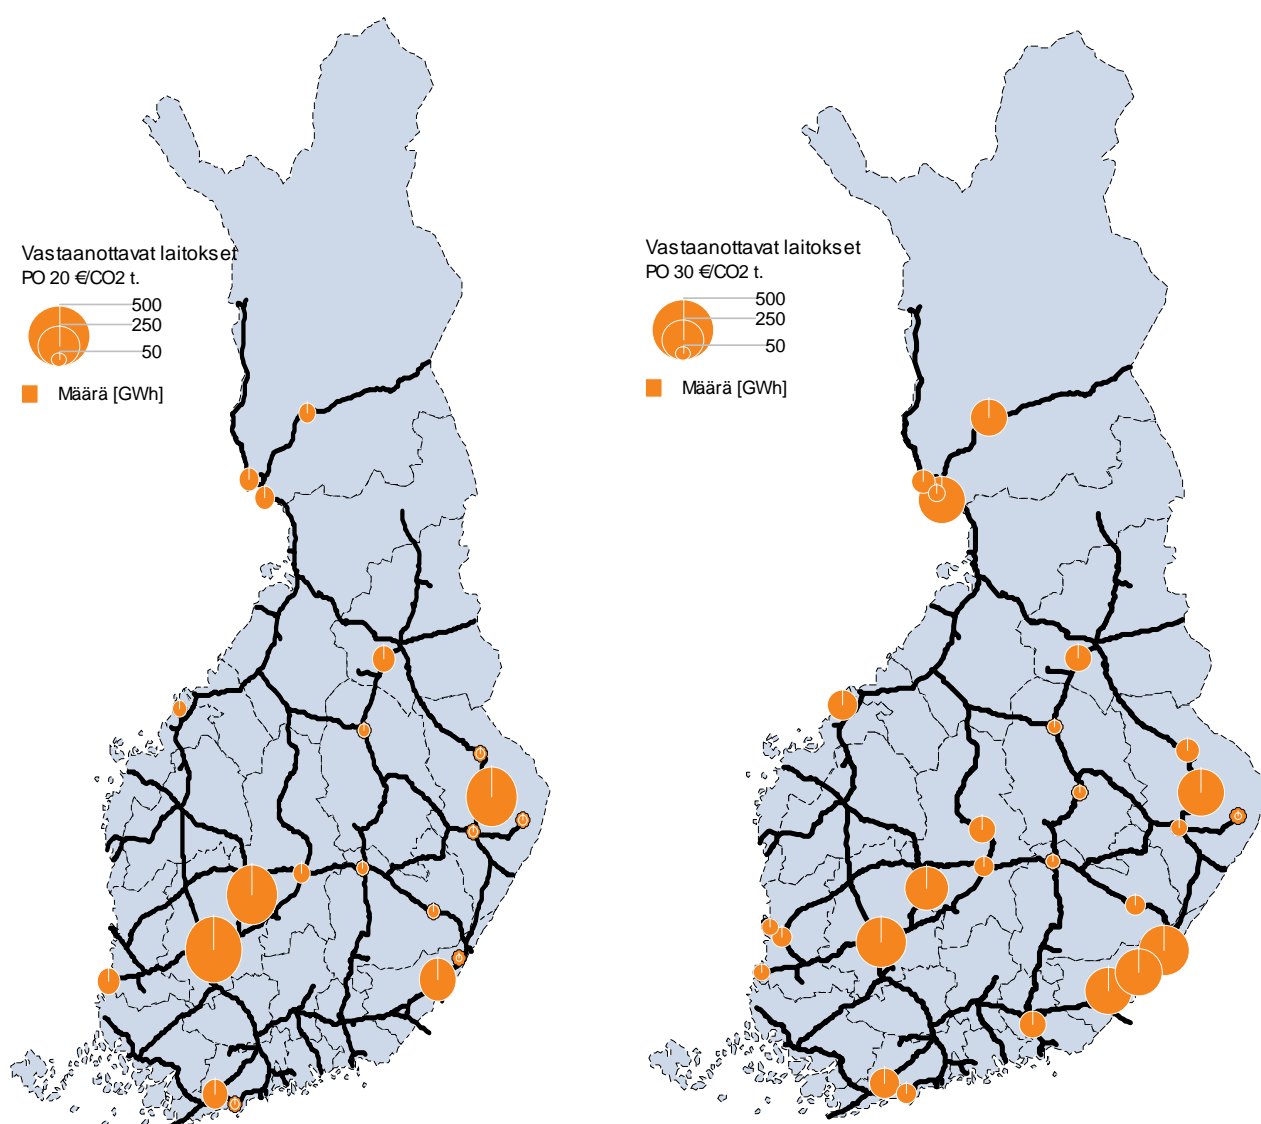 Vastaanottavat laitokset
PO 20 €/CO2 t.
500
250
50
Määrä [GWh]
Vastaanottavat laitokset
PO 30 €/CO2 t.
500
250
50
Määrä [GWh]